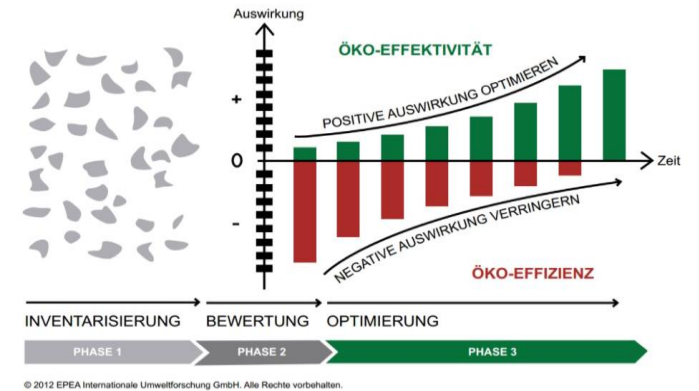 Auswirkung
ÖKO-EFFEKTIVITÄT
POSITIVE AUSWIRKUNG OPTIMIEREN
+
0
Zeit
-
NEGATIVE AUSWIRKUNG VERRINGERN
ÖKO-EFFIZIENZ
INVENTARISIERUNG BEWERTUNG OPTIMIERUNG
PHASE 1 PHASE 2 PHASE 3
© 2012 EPEA Internationale Umweltforschung GmbH. Alle Rechte vorbehalten.